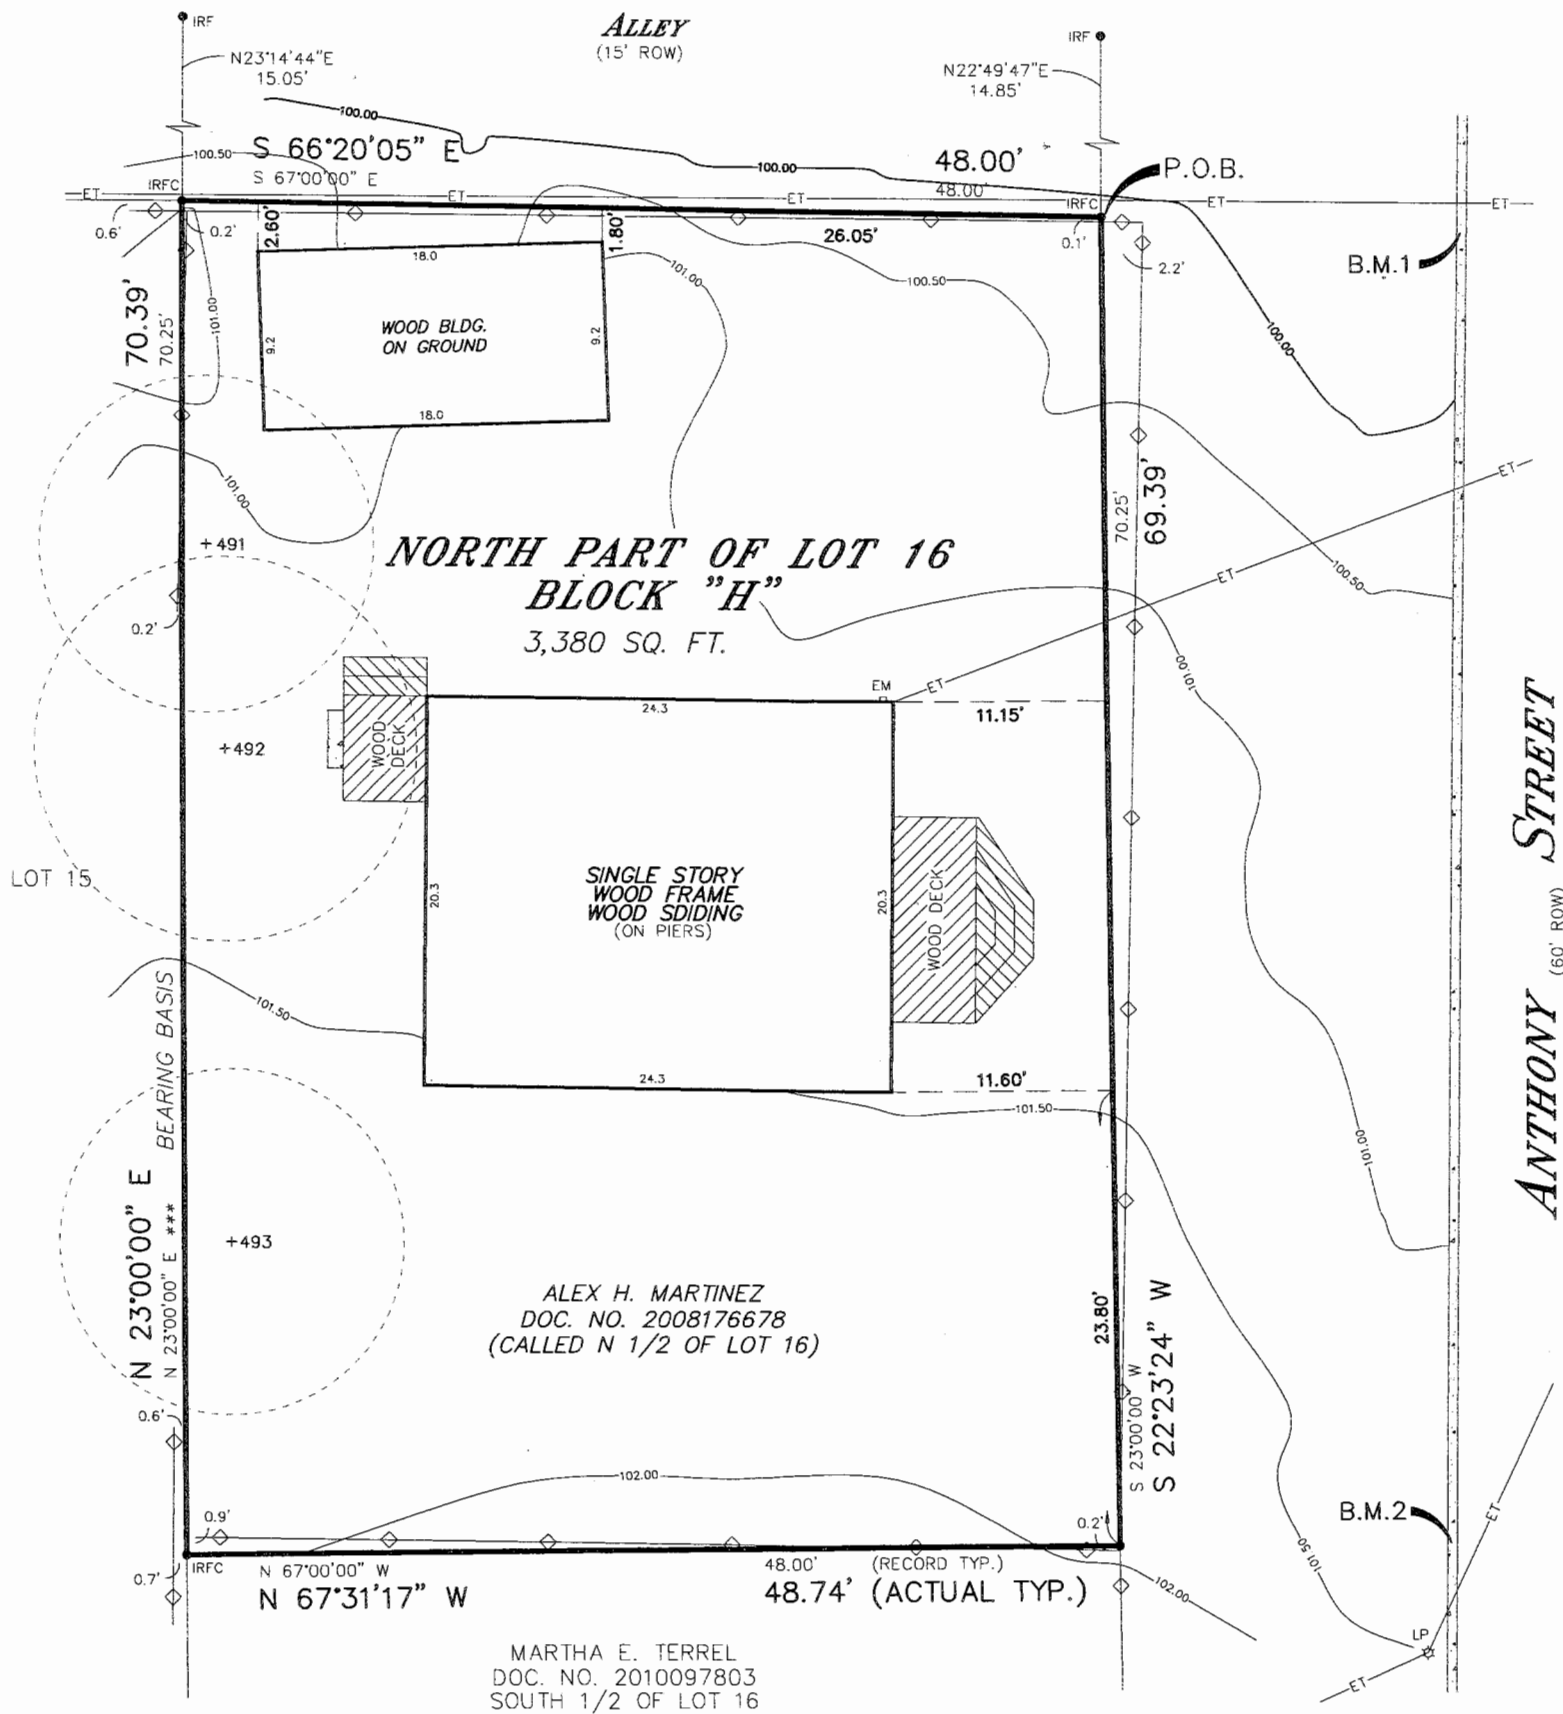 ALLEY
(15' ROW)
IRF
IRF
N23°14'44"E
15.05'
N22°49'47"E
14.85'
100.00
100.50
S 66°20'05" E
48.00'
100.00
S 67°00'00" E
48.00'
P.O.B.
IRFC
ET
ET
ET
IRFC
ET
ET
0.6'
0.2'
2.60'
1.80'
26.05'
0.1'
2.2'
B.M.1
18.0
101.00
100.50
70.39'
70.25'
101.00
9.2
WOOD BLDG.
ON GROUND
9.2
100.00
18.0
101.00
70.25'
69.39'
ET
+491
NORTH PART OF LOT 16
BLOCK "H"
3,380 SQ. FT.
ET
100.50
0.2'
EM
ET
101.00
24.3
11.15'
+492
WOOD
DECK
LOT 15
20.3
SINGLE STORY
WOOD FRAME
WOOD SDIDING
(ON PIERS)
20.3
WOOD DECK
ANTHONY (60' ROW) STREET
BEARING BASIS
101.50
24.3
11.60'
101.50
101.00
N 23°00'00" E
N 23°00'00" E ***
+493
ALEX H. MARTINEZ
DOC. NO. 2008176678
(CALLED N 1/2 OF LOT 16)
23.80'
S 23°00'00 W
S 22°23'24" W
0.6'
102.00
0.9'
0.2'
B.M.2
ET
101.50
0.7'
IRFC
N 67°00'00" W
48.00' (RECORD TYP.)
N 67°31'17" W
48.74' (ACTUAL TYP.)
102.00
LP
ET
MARTHA E. TERREL
DOC. NO. 2010097803
SOUTH 1/2 OF LOT 16